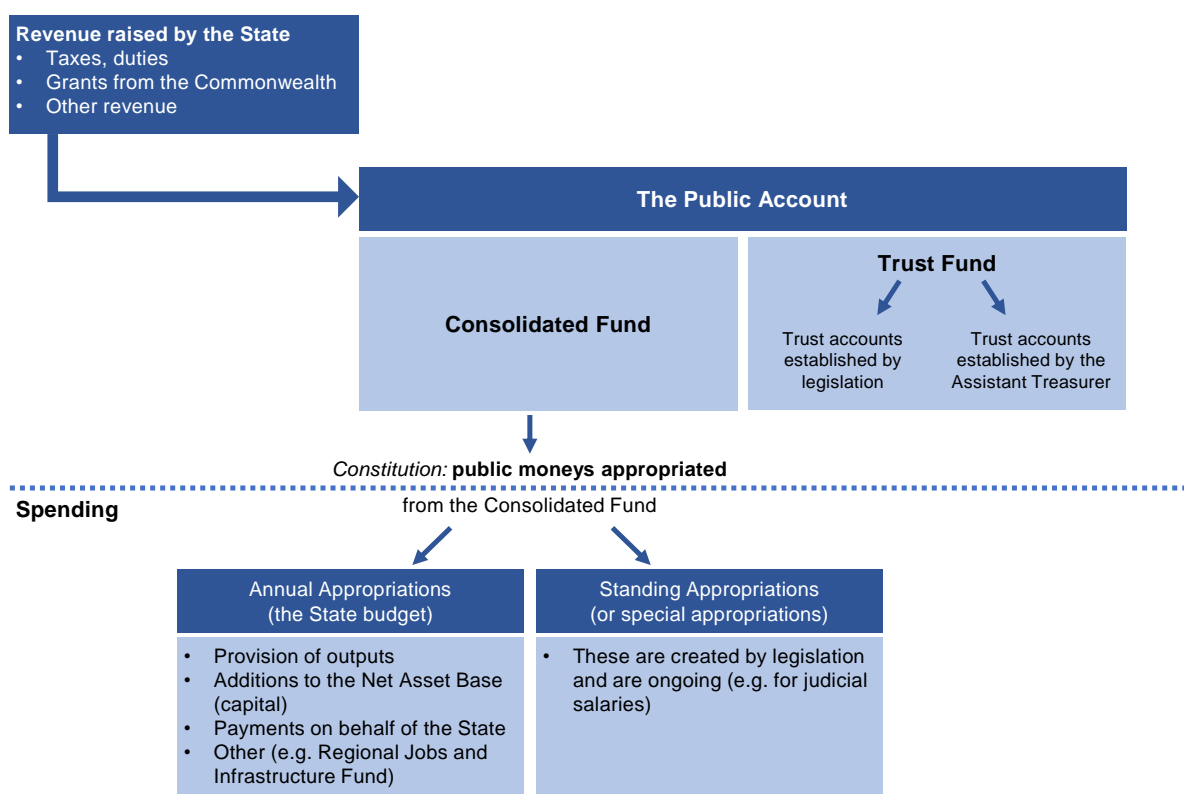 Revenue raised by the State
• Taxes, duties
• Grants from the Commonwealth
• Other revenue
The Public Account
Consolidated Fund
Trust Fund
Trust accounts
established by
legislation
Trust accounts
established by the
Assistant Treasurer
Constitution: public moneys appropriated
Spending
from the Consolidated Fund
Annual Appropriations
(the State budget)
• Provision of outputs
• Additions to the Net Asset Base
(capital)
• Payments on behalf of the State
• Other (e.g. Regional Jobs and
Infrastructure Fund)
Standing Appropriations
(or special appropriations)
• These are created by legislation
and are ongoing (e.g. for judicial
salaries)